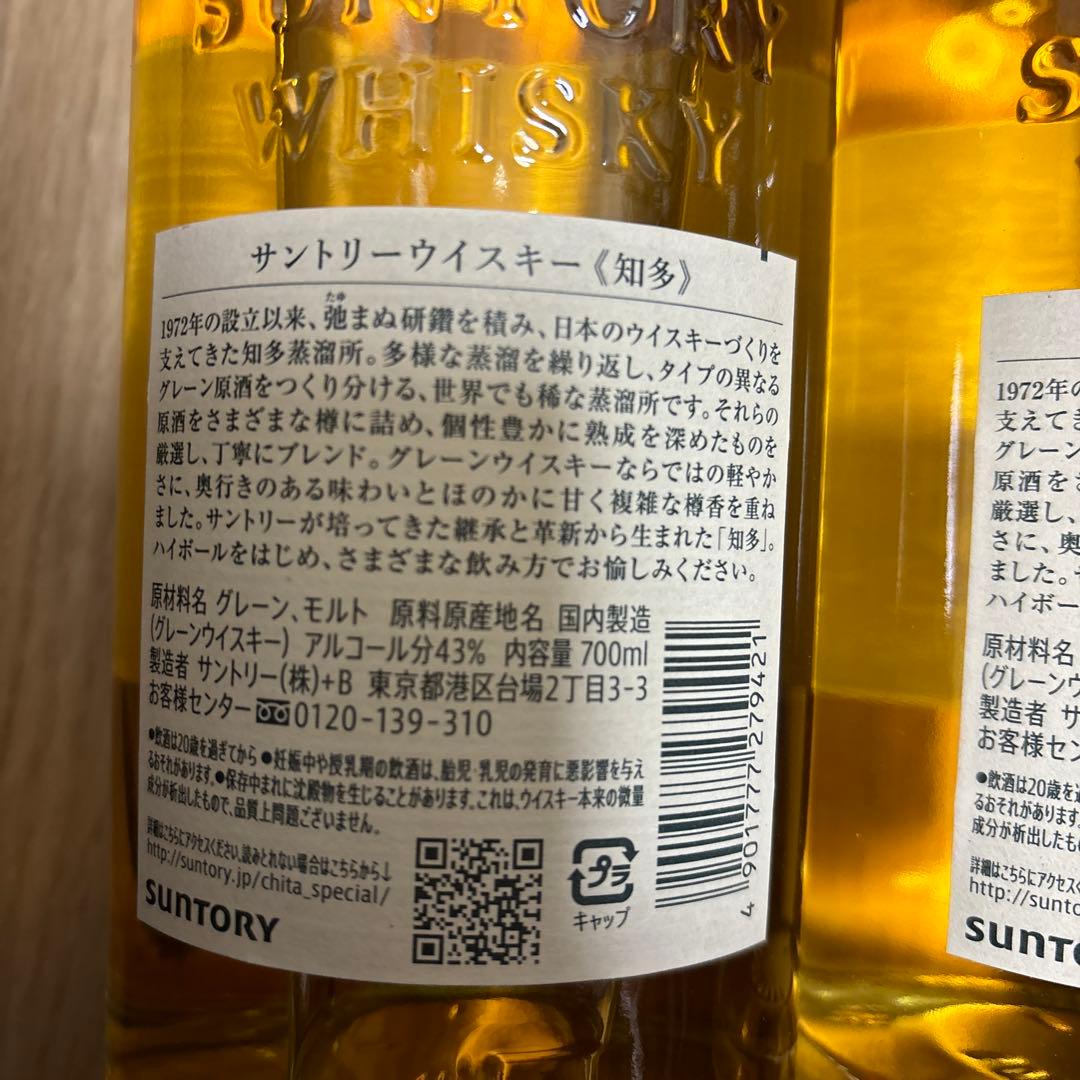 SUNTORY
WHISKY
サントリーウイスキー《知多》
1972年の設立以来、弛まぬ研鑽を積み、日本のウイスキーづくりを
たゆ
支えてきた知多蒸溜所。多様な蒸溜を繰り返し、タイプの異なる
グレーン原酒をつくり分ける、世界でも稀な蒸溜所です。それらの
原酒をさまざまな樽に詰め、個性豊かに熟成を深めたものを
厳選し、丁寧にブレンド。グレーンウイスキーならではの軽やか
さに、奥行きのある味わいとほのかに甘く複雑な樽香を重ね
ました。サントリーが培ってきた継承と革新から生まれた「知多」。
ハイボールをはじめ、さまざまな飲み方でお愉しみください。
原材料名 グレーン、モルト 原料原産地名 国内製造
(グレーンウイスキー) アルコール分43% 内容量 700ml
製造者 サントリー(株)+B 東京都港区台場2丁目3-3
お客様センター 0120-139-310
●飲酒は20歳を過ぎてから ●妊娠中や授乳期の飲酒は、胎児・乳児の発育に悪影響を与え
るおそれがあります。●保存中まれに沈殿物を生じることがあります。これは、ウイスキー本来の微量
成分が析出したもので、品質上問題ございません。
詳細はこちらにアクセスください。読みとれない場合はこちらから↓
http://suntory.jp/chita_special/
SUNTORY
プラ
キャップ
4 901777 279421
S
1972年の
支えてき
グレーン
原酒をさ
厳選し、
さに、奥
ました。
ハイボー
原材料名
(グレーンウ
製造者 サ
お客様セン
●飲酒は20歳を過
るおそれがあります
成分が析出したもの
詳細はこちらにアクセス
http://sunto
SUNTO